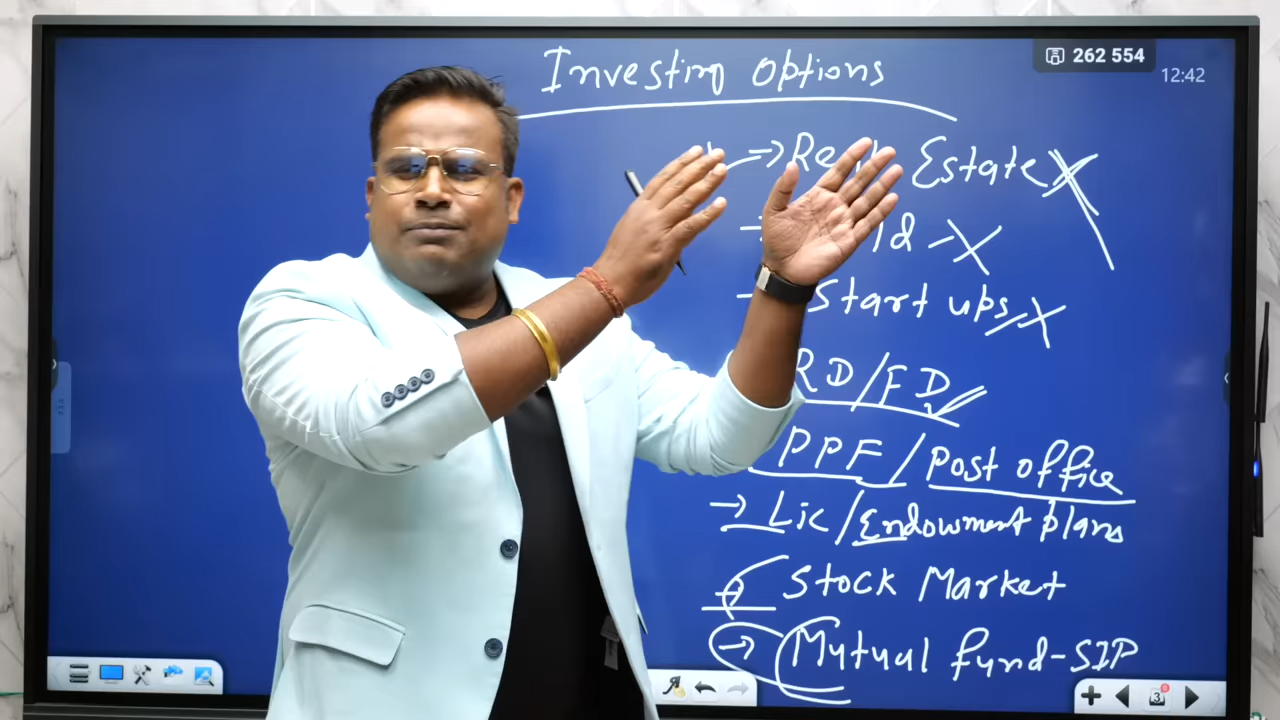 Investing options
262 554
12:42
Estate
Start ups
RD/FD
PPF/Post office
Lic/Endowment plans
Stock Market
Mutual fund-SIP
3